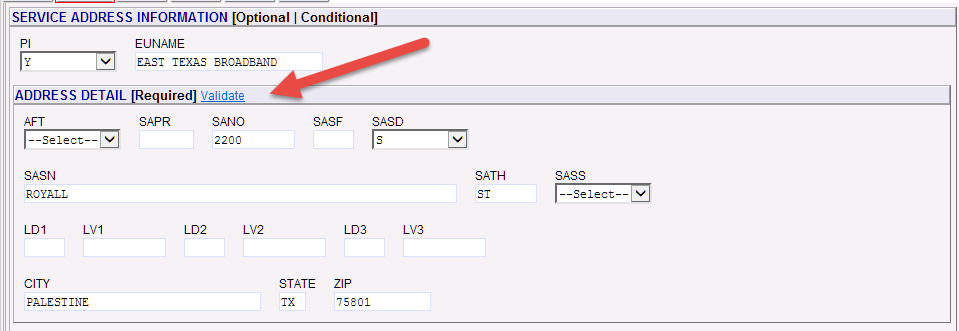 SERVICE ADDRESS INFORMATION [Optional | Conditional]
PI EUNAME
Y EAST TEXAS BROADBAND
ADDRESS DETAIL [Required] Validate
AFT SAPR SANO SASF SASD
--Select-- 2200 S
SASN SATH SASS
ROYALL ST --Select--
LD1 LV1 LD2 LV2 LD3 LV3
CITY STATE ZIP
PALESTINE TX 75801